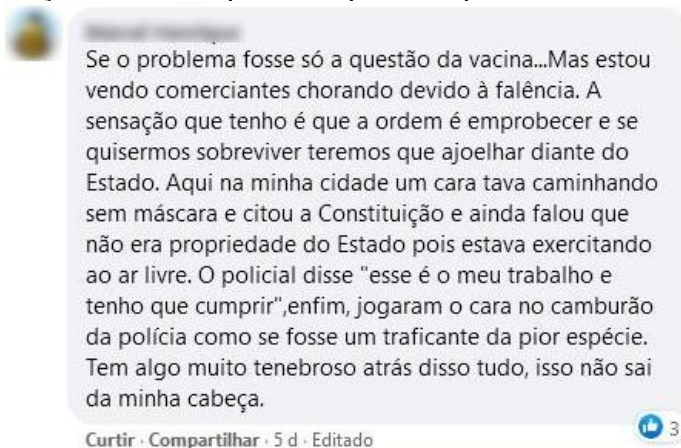 Se o problema fosse só a questão da vacina...Mas estou
vendo comerciantes chorando devido à falência. A
sensação que tenho é que a ordem é emprobecer e se
quisermos sobreviver teremos que ajoelhar diante do
Estado. Aqui na minha cidade um cara tava caminhando
sem máscara e citou a Constituição e ainda falou que
não era propriedade do Estado pois estava exercitando
ao ar livre. O policial disse "esse é o meu trabalho e
tenho que cumprir",enfim, jogaram o cara no camburão
da polícia como se fosse um traficante da pior espécie.
Tem algo muito tenebroso atrás disso tudo, isso não sai
da minha cabeça.
3
Curtir · Compartilhar · 5 d · Editado